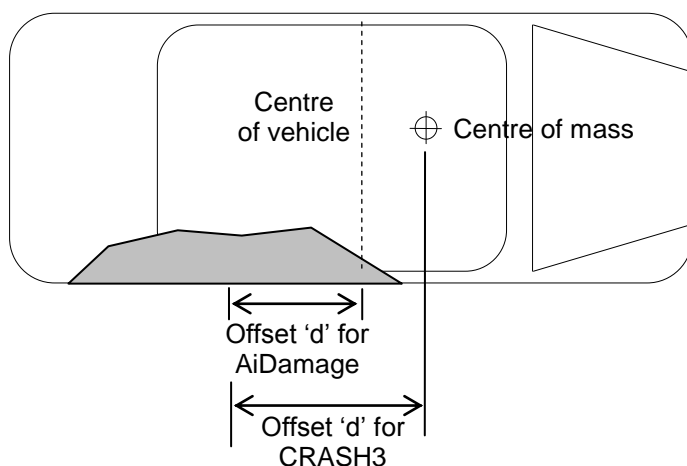 Centre
of vehicle
Centre of mass
Offset ‘d’ for
AiDamage
Offset ‘d’ for
CRASH3